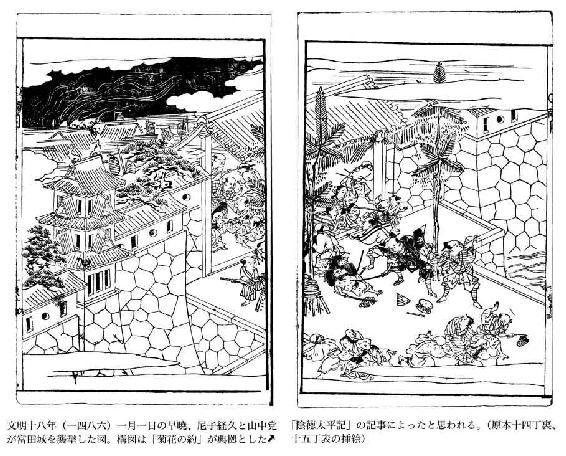 文明十八年（一四八六）一月一日の早暁、尼子経久と山中党
が富田城を襲撃した図。構図は「菊花の約」が典拠とした↗
「陰徳太平記」の記事によったと思われる。（原本十四丁裏、
十五丁表の挿絵）